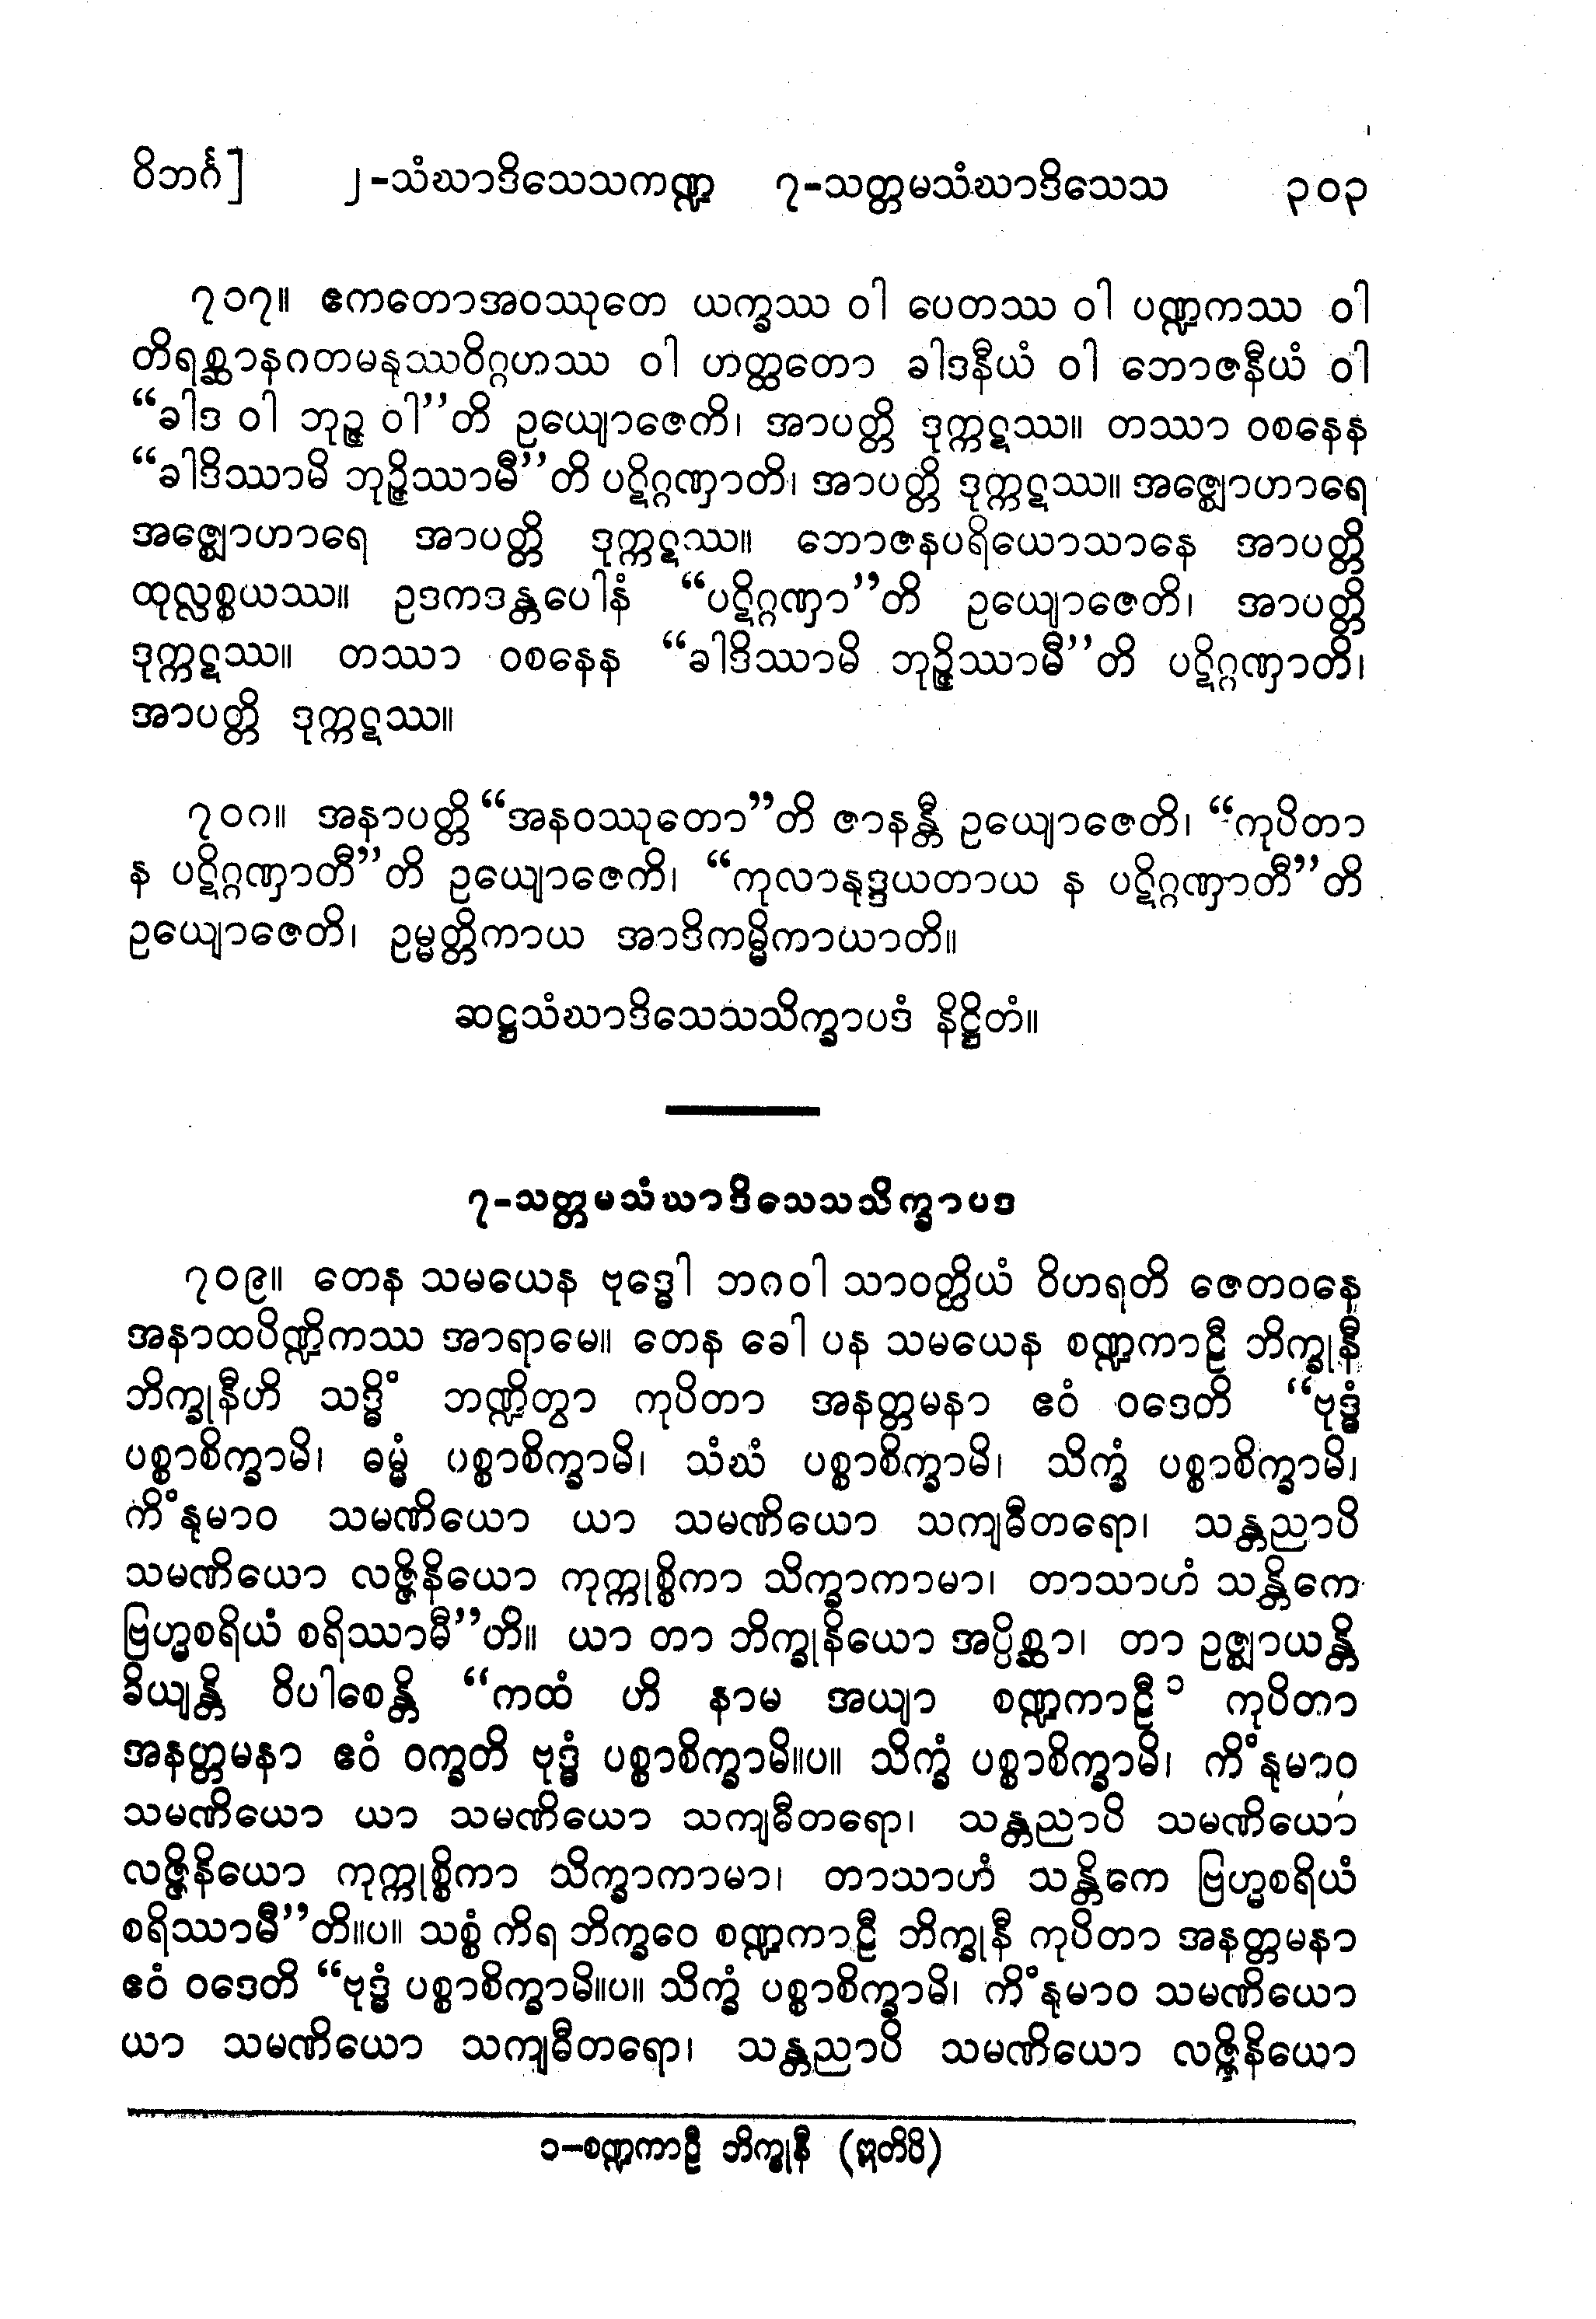 ဝိဘင်္ဂ] ၂-သံဃာဒိသေသကဏ္ဍ ၇-သတ္တမသံဃာဒိသေသ ၃၀၃
၇၀၇။ ဧကတောအဝဿုတေ ယက္ခဿ ဝါ ပေတဿ ဝါ ပဏ္ဍကဿ ဝါ
တိရစ္ဆာနဂတမနုဿဝိဂ္ဂဟဿ ဝါ ဟတ္ထတော ခါဒနီယံ ဝါ ဘောဇနီယံ ဝါ
“ခါဒ ဝါ ဘုဉ္ဇ ဝါ”တိ ဥယျောဇေကိ၊ အာပတ္တိ ဒုက္ကဋဿ။ တဿာ ဝစနေန
“ခါဒိဿာမိ ဘုဉ္ဇိဿာမီ”တိ ပဋိဂ္ဂဏှာတိ၊ အာပတ္တိ ဒုက္ကဋဿ။ အဇ္ဈောဟာရေ
အဇ္ဈောဟာရေ အာပတ္တိ ဒုက္ကဋဿ။ ဘောဇနပရိယောသာနေ အာပတ္တိ
ထုလ္လစ္စယဿ။ ဥဒကဒန္တပေါနံ “ပဋိဂ္ဂဏှာ”တိ ဥယျောဇေတိ၊ အာပတ္တိ
ဒုက္ကဋဿ။ တဿာ ဝစနေန “ခါဒိဿာမိ ဘုဉ္ဇိဿာမီ”တိ ပဋိဂ္ဂဏှာတိ၊
အာပတ္တိ ဒုက္ကဋဿ။
၇၀၈။ အနာပတ္တိ “အနဝဿုတော”တိ ဇာနန္တီ ဥယျောဇေတိ၊ “ကုပိတာ
န ပဋိဂ္ဂဏှာတီ”တိ ဥယျောဇေကိ၊ “ကုလာနုဒ္ဒယတာယ န ပဋိဂ္ဂဏှာတီ”တိ
ဥယျောဇေတိ၊ ဥမ္မတ္တိကာယ အာဒိကမ္မိကာယာတိ။
ဆဋ္ဌသံဃာဒိသေသသိက္ခာပဒံ နိဋ္ဌိတံ။
၇-သတ္တမသံဃာဒိသေသသိက္ခာပဒ
၇၀၉။ တေန သမယေန ဗုဒ္ဓေါ ဘဂဝါ သာဝတ္ထိယံ ဝိဟရတိ ဇေတဝနေ
အနာထပိဏ္ဍိကဿ အာရာမေ။ တေန ခေါ ပန သမယေန စဏ္ဍကာဠီ ဘိက္ခုနီ
ဘိက္ခုနီဟိ သဒ္ဓိံ ဘဏ္ဍိတွာ ကုပိတာ အနတ္တမနာ ဧဝံ ဝဒေတိ “ဗုဒ္ဓံ
ပစ္စာစိက္ခာမိ၊ ဓမ္မံ ပစ္စာစိက္ခာမိ၊ သံဃံ ပစ္စာစိက္ခာမိ၊ သိက္ခံ ပစ္စာစိက္ခာမိ၊
ကိံနုမာဝ သမဏိယော ယာ သမဏိယော သကျဓီတရော၊ သန္တညာပိ
သမဏိယော လဇ္ဇိနိယော ကုက္ကုစ္စိကာ သိက္ခာကာမာ၊ တာသာဟံ သန္တိကေ
ဗြဟ္မစရိယံ စရိဿာမီ”တိ။ ယာ တာ ဘိက္ခုနိယော အပ္ပိစ္ဆာ၊ တာ ဥဇ္ဈာယန္တိ
ခိယျန္တိ ဝိပါစေန္တိ “ကထံ ဟိ နာမ အယျာ စဏ္ဍကာဠီ၁ ကုပိတာ
အနတ္တမနာ ဧဝံ ဝက္ခတိ ဗုဒ္ဓံ ပစ္စာစိက္ခာမိ။ပ။ သိက္ခံ ပစ္စာစိက္ခာမိ၊ ကိံနုမာဝ
သမဏိယော ယာ သမဏိယော သကျဓီတရော၊ သန္တညာပိ သမဏိယော
လဇ္ဇိနိယော ကုက္ကုစ္စိကာ သိက္ခာကာမာ၊ တာသာဟံ သန္တိကေ ဗြဟ္မစရိယံ
စရိဿာမီ”တိ။ပ။ သစ္စံ ကိရ ဘိက္ခဝေ စဏ္ဍကာဠီ ဘိက္ခုနီ ကုပိတာ အနတ္တမနာ
ဧဝံ ဝဒေတိ “ဗုဒ္ဓံ ပစ္စာစိက္ခာမိ။ပ။ သိက္ခံ ပစ္စာစိက္ခာမိ၊ ကိံနုမာဝ သမဏိယော
ယာ သမဏိယော သကျဓီတရော၊ သန္တညာပိ သမဏိယော လဇ္ဇိနိယော
၁-စဏ္ဍကာဠီ ဘိက္ခုနီ (ဣတိပိ)